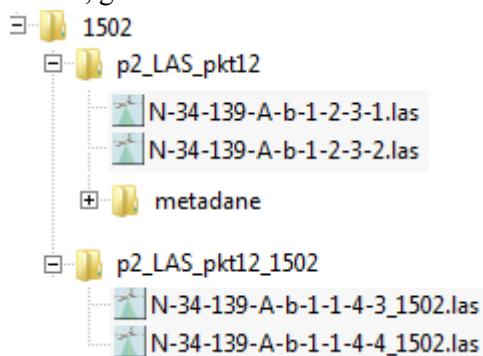 1502
p2_LAS_pkt12
N-34-139-A-b-1-2-3-1.las
N-34-139-A-b-1-2-3-2.las
metadane
p2_LAS_pkt12_1502
N-34-139-A-b-1-1-4-3_1502.las
N-34-139-A-b-1-1-4-4_1502.las